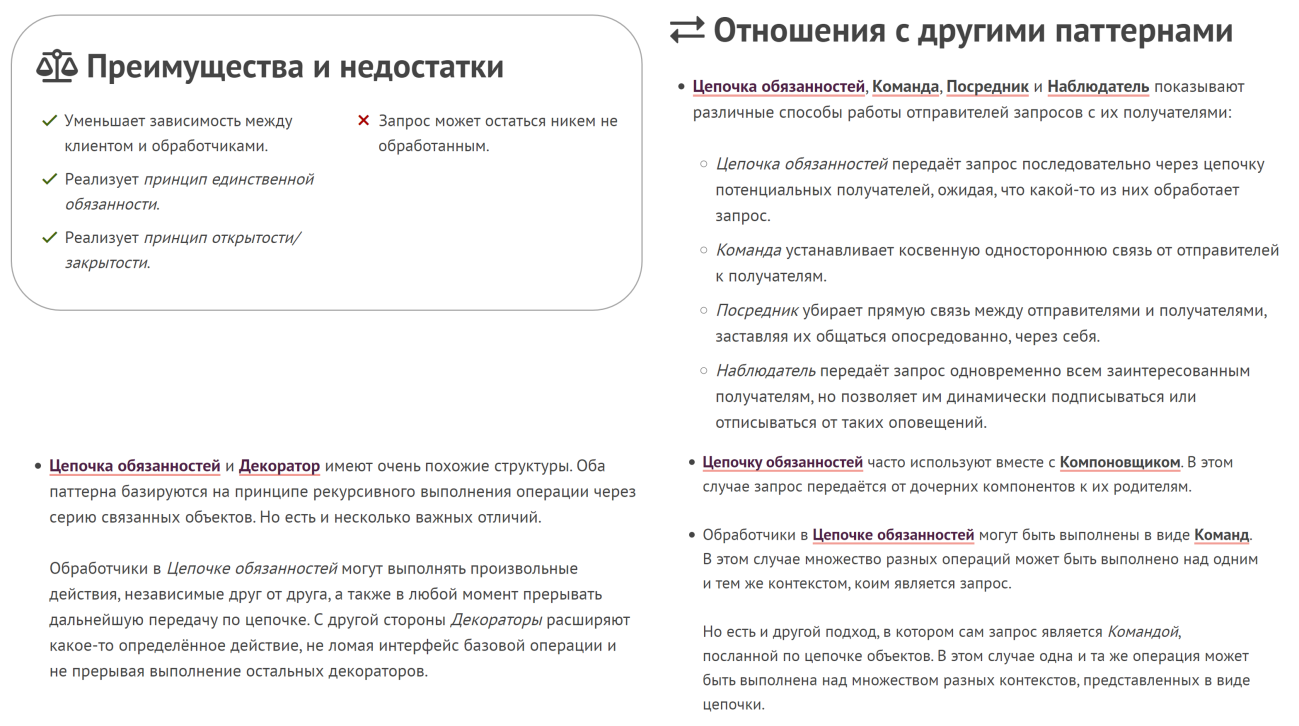 Преимущества и недостатки
Уменьшает зависимость между
клиентом и обработчиками.
Реализует принцип единственной
обязанности.
Реализует принцип открытости/
закрытости.
Запрос может остаться никем не
обработанным.
Цепочка обязанностей и Декоратор имеют очень похожие структуры. Оба
паттерна базируются на принципе рекурсивного выполнения операции через
серию связанных объектов. Но есть и несколько важных отличий.
Обработчики в Цепочке обязанностей могут выполнять произвольные
действия, независимые друг от друга, а также в любой момент прерывать
дальнейшую передачу по цепочке. С другой стороны Декораторы расширяют
какое-то определённое действие, не ломая интерфейс базовой операции и
не прерывая выполнение остальных декораторов.
Отношения с другими паттернами
Цепочка обязанностей, Команда, Посредник и Наблюдатель показывают
различные способы работы отправителей запросов с их получателями:
Цепочка обязанностей передаёт запрос последовательно через цепочку
потенциальных получателей, ожидая, что какой-то из них обработает
запрос.
Команда устанавливает косвенную одностороннюю связь от отправителей
к получателям.
Посредник убирает прямую связь между отправителями и получателями,
заставляя их общаться опосредованно, через себя.
Наблюдатель передаёт запрос одновременно всем заинтересованным
получателям, но позволяет им динамически подписываться или
отписываться от таких оповещений.
Цепочку обязанностей часто используют вместе с Компоновщиком. В этом
случае запрос передаётся от дочерних компонентов к их родителям.
Обработчики в Цепочке обязанностей могут быть выполнены в виде Команд.
В этом случае множество разных операций может быть выполнено над одним
и тем же контекстом, коим является запрос.
Но есть и другой подход, в котором сам запрос является Командой,
посланной по цепочке объектов. В этом случае одна и та же операция может
быть выполнена над множеством разных контекстов, представленных в виде
цепочки.